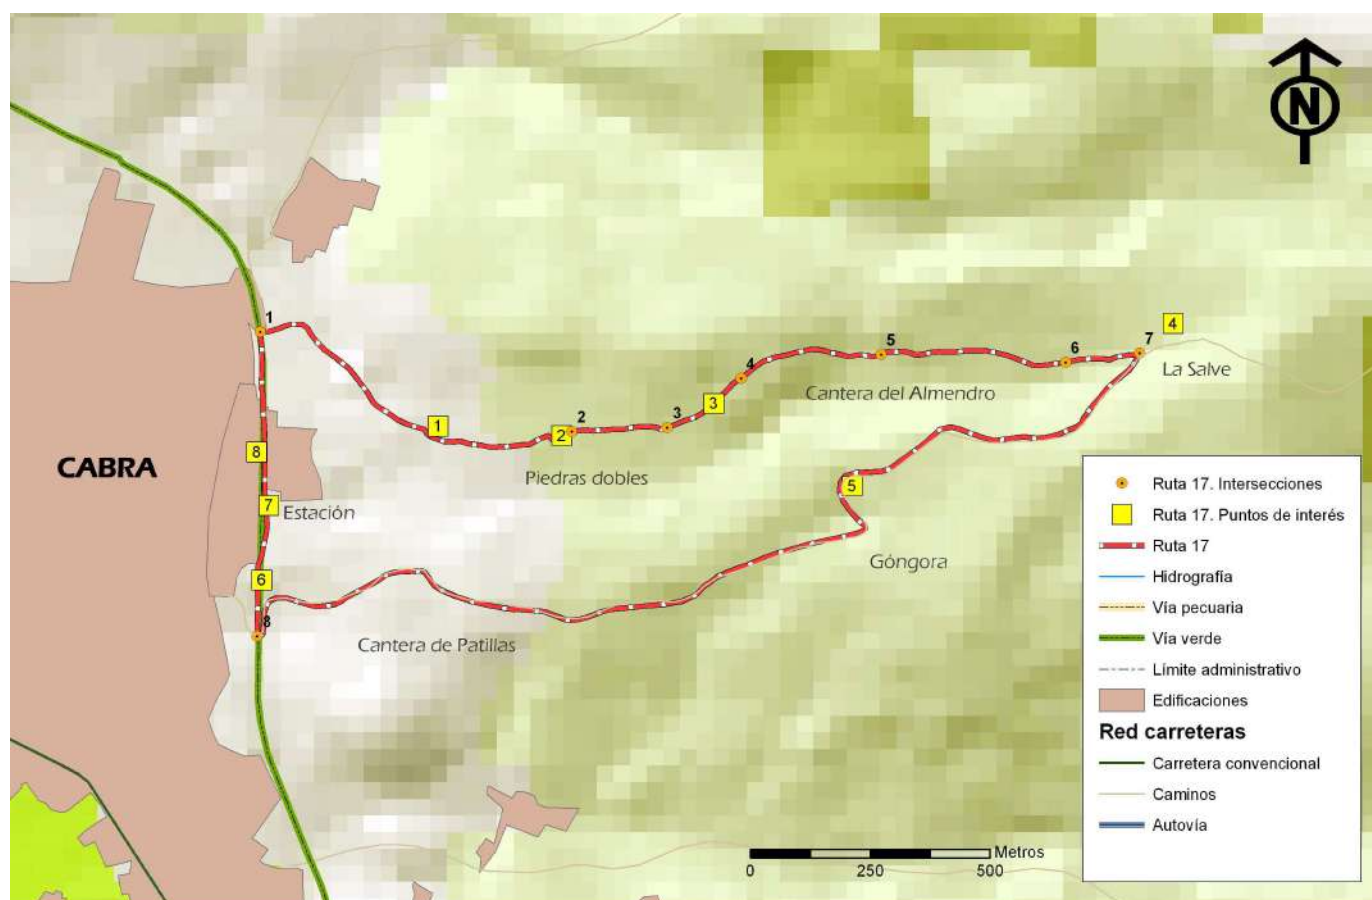 N
1
4
7
5
6
La Salve
4
Cantera del Almendro
3
1
2
3
2
8
CABRA
Piedras dobles
5
7
Estación
Góngora
6
8
Cantera de Patillas
Ruta 17. Intersecciones
Ruta 17. Puntos de interés
Ruta 17
Hidrografía
Vía pecuaria
Vía verde
Límite administrativo
Edificaciones
Red carreteras
Carretera convencional
Caminos
Autovía
Metros
0 250 500